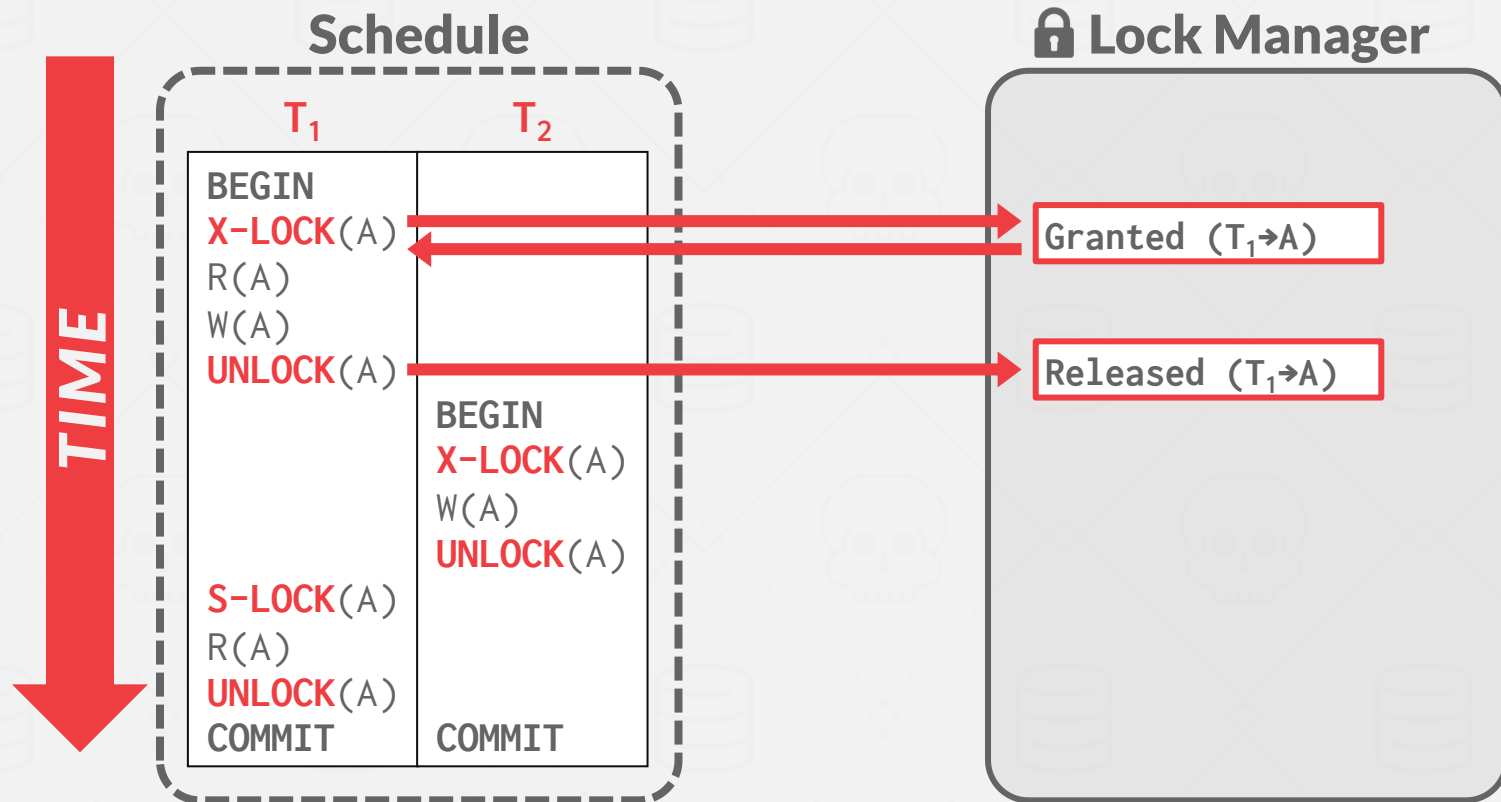 Schedule
Lock Manager
TIME
T₁ T₂
BEGIN
X-LOCK(A)
R(A)
W(A)
UNLOCK(A)
BEGIN
X-LOCK(A)
W(A)
UNLOCK(A)
S-LOCK(A)
R(A)
UNLOCK(A)
COMMIT COMMIT
Granted (T₁→A)
Released (T₁→A)